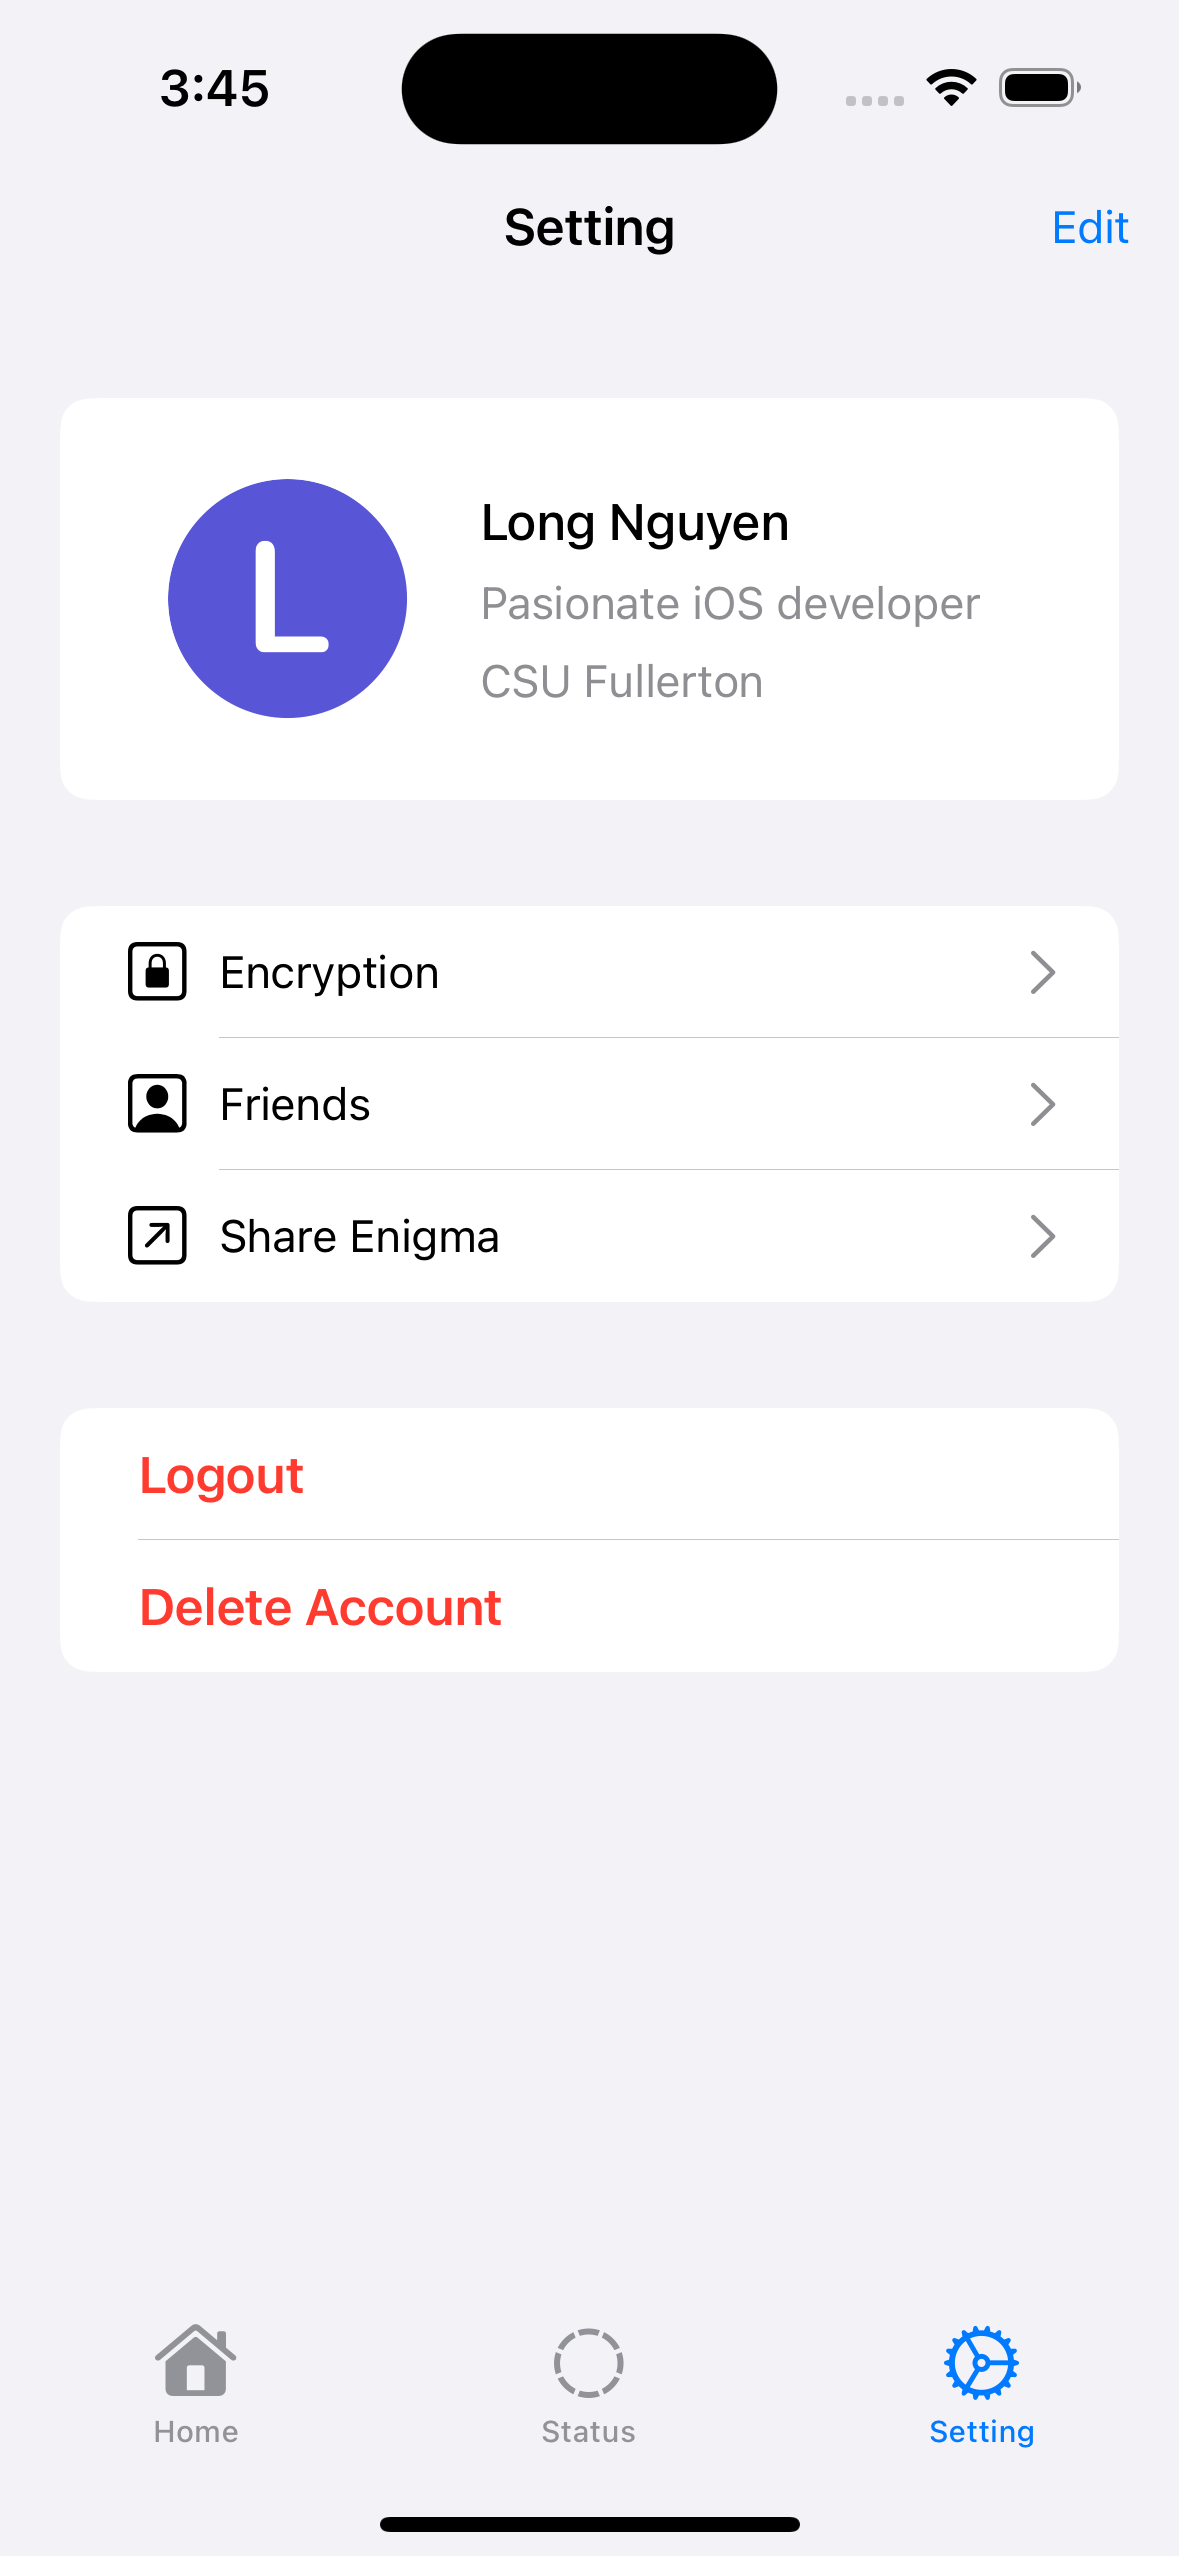 3:45
Setting
Edit
L
Long Nguyen
Pasionate iOS developer
CSU Fullerton
Encryption
Friends
Share Enigma
Logout
Delete Account
Home
Status
Setting